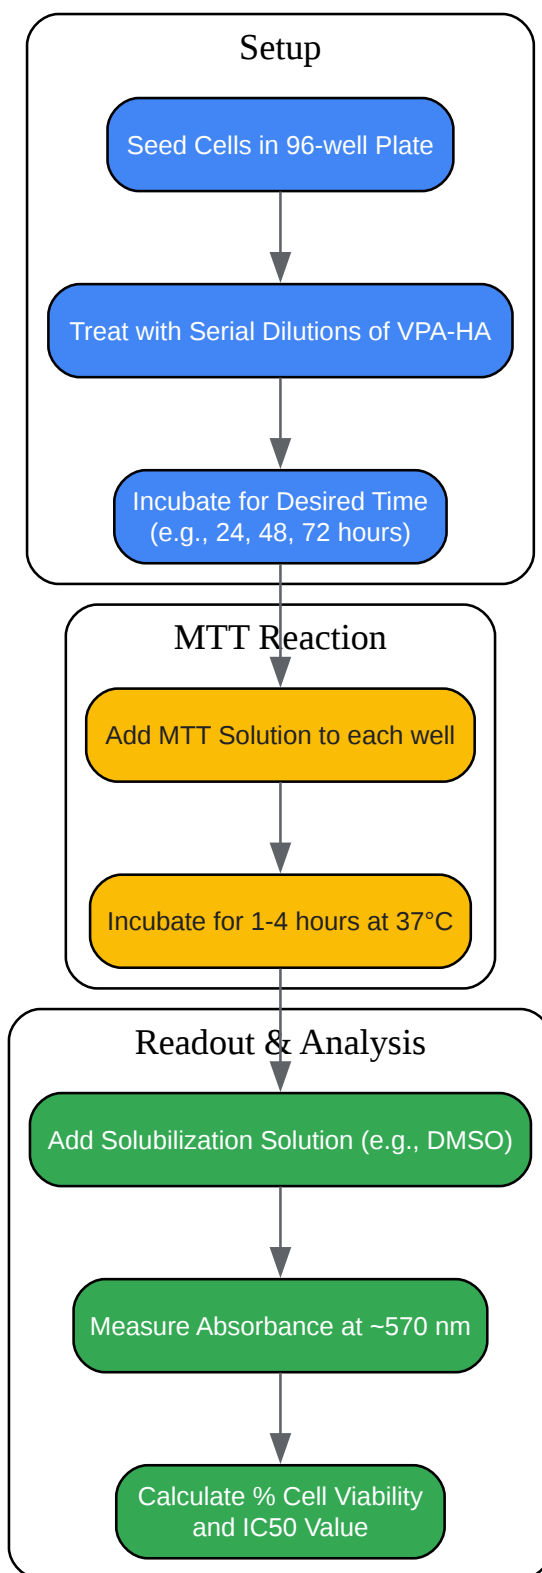 Setup
Seed Cells in 96-well Plate
Treat with Serial Dilutions of VPA-HA
Incubate for Desired Time
(e.g., 24, 48, 72 hours)
MTT Reaction
Add MTT Solution to each well
Incubate for 1-4 hours at 37°C
Readout & Analysis
Add Solubilization Solution (e.g., DMSO)
Measure Absorbance at ~570 nm
Calculate % Cell Viability
and IC50 Value